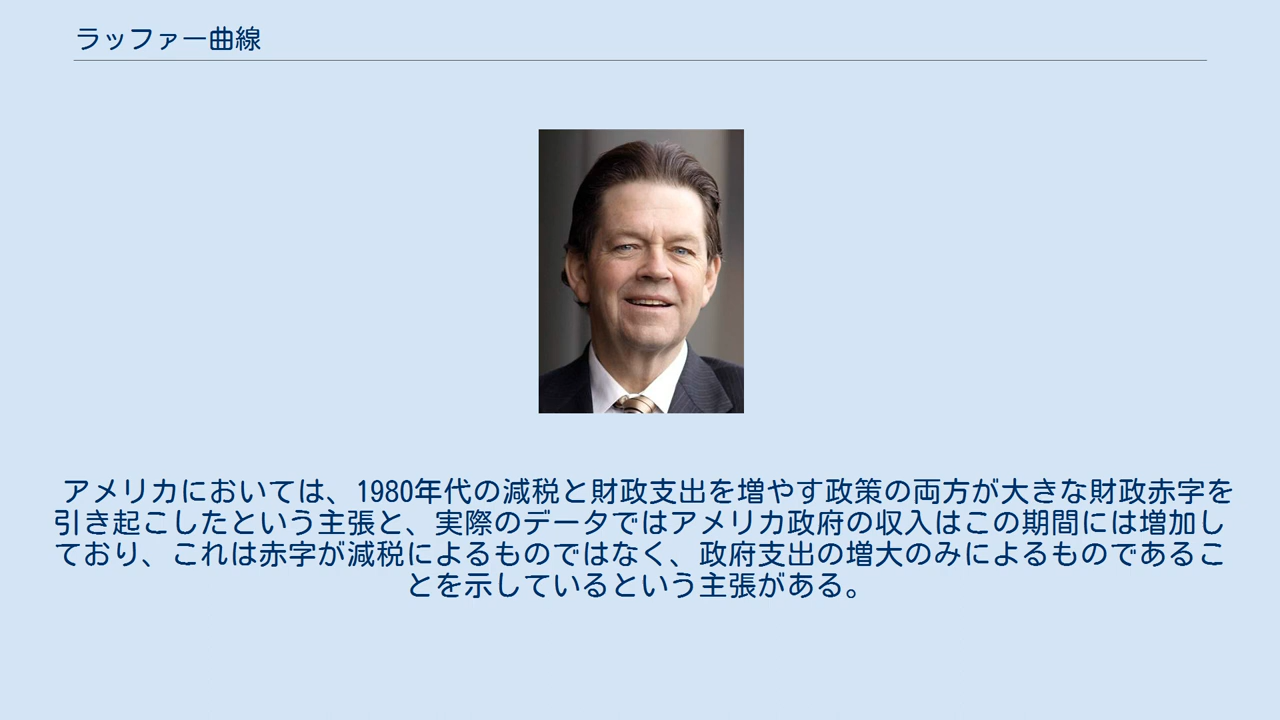 ラッファー曲線
アメリカにおいては、1980年代の減税と財政支出を増やす政策の両方が大きな財政赤字を
引き起こしたという主張と、実際のデータではアメリカ政府の収入はこの期間には増加し
ており、これは赤字が減税によるものではなく、政府支出の増大のみによるものであるこ
とを示しているという主張がある。